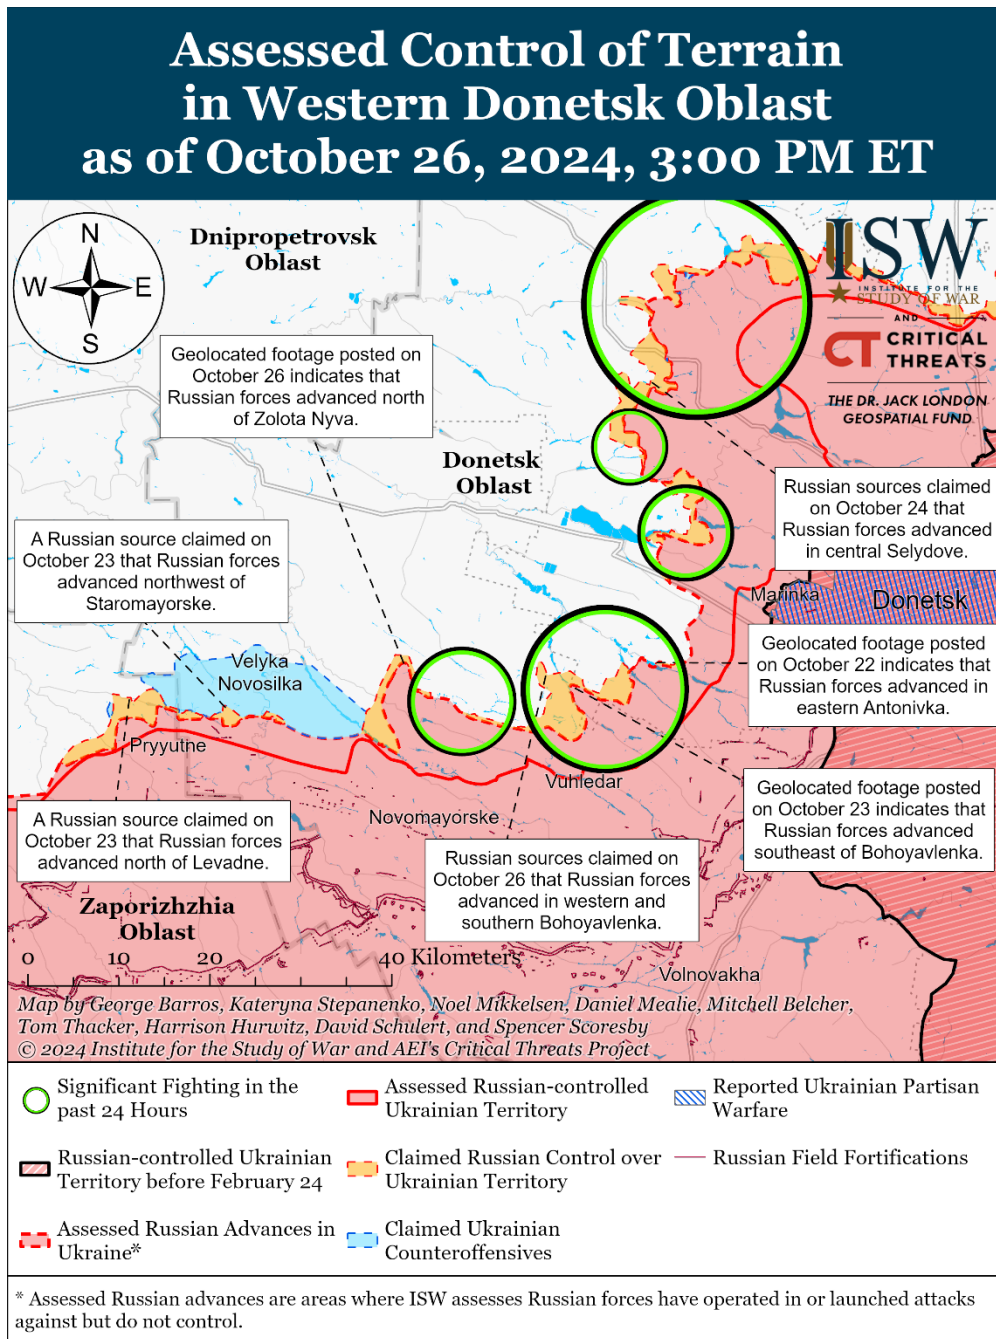 Assessed Control of Terrain
in Western Donetsk Oblast
as of October 26, 2024, 3:00 PM ET
N
W
E
S
Dnipropetrovsk
Oblast
ISW
INSTITUTE FOR THE
STUDY OF WAR
AND
CT CRITICAL
THREATS
THE DR. JACK LONDON
GEOSPATIAL FUND
Geolocated footage posted on
October 26 indicates that
Russian forces advanced north
of Zolota Nyva.
Donetsk
Oblast
Russian sources claimed
on October 24 that
Russian forces advanced
in central Selydove.
A Russian source claimed on
October 23 that Russian forces
advanced northwest of
Staromayorske.
Marinka
Donetsk
Geolocated footage posted
on October 22 indicates that
Russian forces advanced in
eastern Antonivka.
Velyka
Novosilka
Pryyutne
Vuhledar
Geolocated footage posted
on October 23 indicates that
Russian forces advanced
southeast of Bohoyavlenka.
A Russian source claimed on
October 23 that Russian forces
advanced north of Levadne.
Novomayorske
Russian sources claimed on
October 26 that Russian forces
advanced in western and
southern Bohoyavlenka.
Zaporizhzhia
Oblast
0 10 20 40 Kilometers
Volnovakha
Map by George Barros, Kateryna Stepanenko, Noel Mikkelsen, Daniel Mealie, Mitchell Belcher,
Tom Thacker, Harrison Hurwitz, David Schulert, and Spencer Scoresby
© 2024 Institute for the Study of War and AEI's Critical Threats Project
Significant Fighting in the
past 24 Hours
Assessed Russian-controlled
Ukrainian Territory
Reported Ukrainian Partisan
Warfare
Russian-controlled Ukrainian
Territory before February 24
Claimed Russian Control over
Ukrainian Territory
Russian Field Fortifications
Assessed Russian Advances in
Ukraine*
Claimed Ukrainian
Counteroffensives
* Assessed Russian advances are areas where ISW assesses Russian forces have operated in or launched attacks
against but do not control.